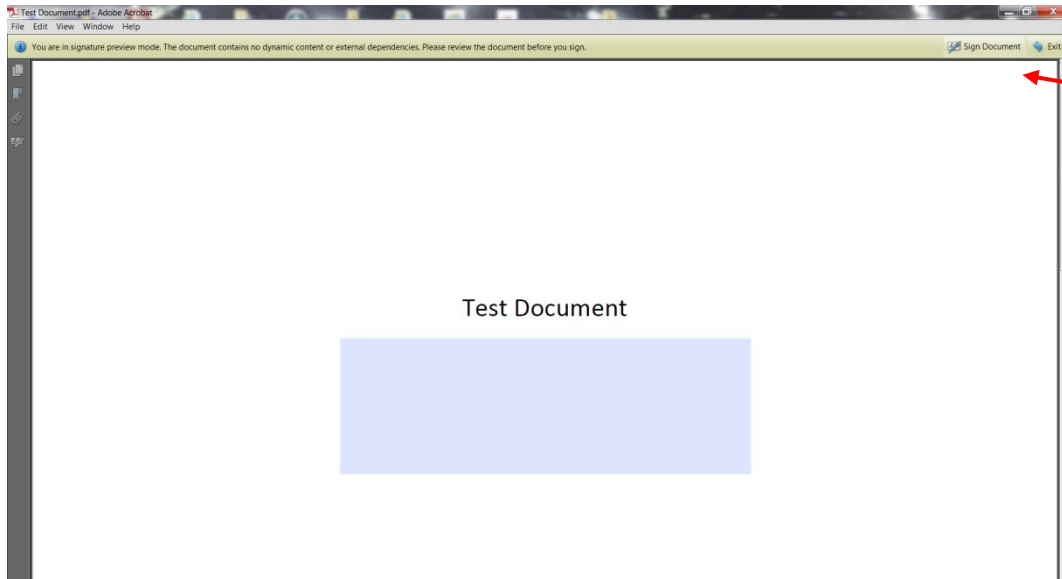 Test Document.pdf - Adobe Acrobat
File Edit View Window Help
You are in signature preview mode. The document contains no dynamic content or external dependencies. Please review the document before you sign.
Sign Document
Exit
Test Document